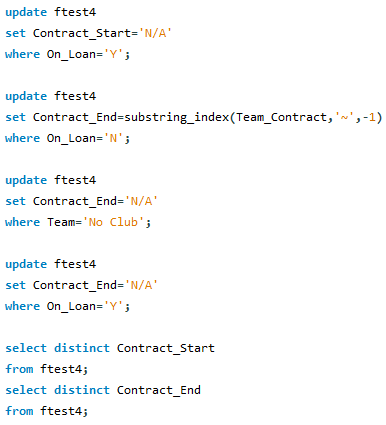 update ftest4
set Contract_Start='N/A'
where On_Loan='Y';
update ftest4
set Contract_End=substring_index(Team_Contract,'~',-1)
where On_Loan='N';
update ftest4
set Contract_End='N/A'
where Team='No Club';
update ftest4
set Contract_End='N/A'
where On_Loan='Y';
select distinct Contract_Start
from ftest4;
select distinct Contract_End
from ftest4;